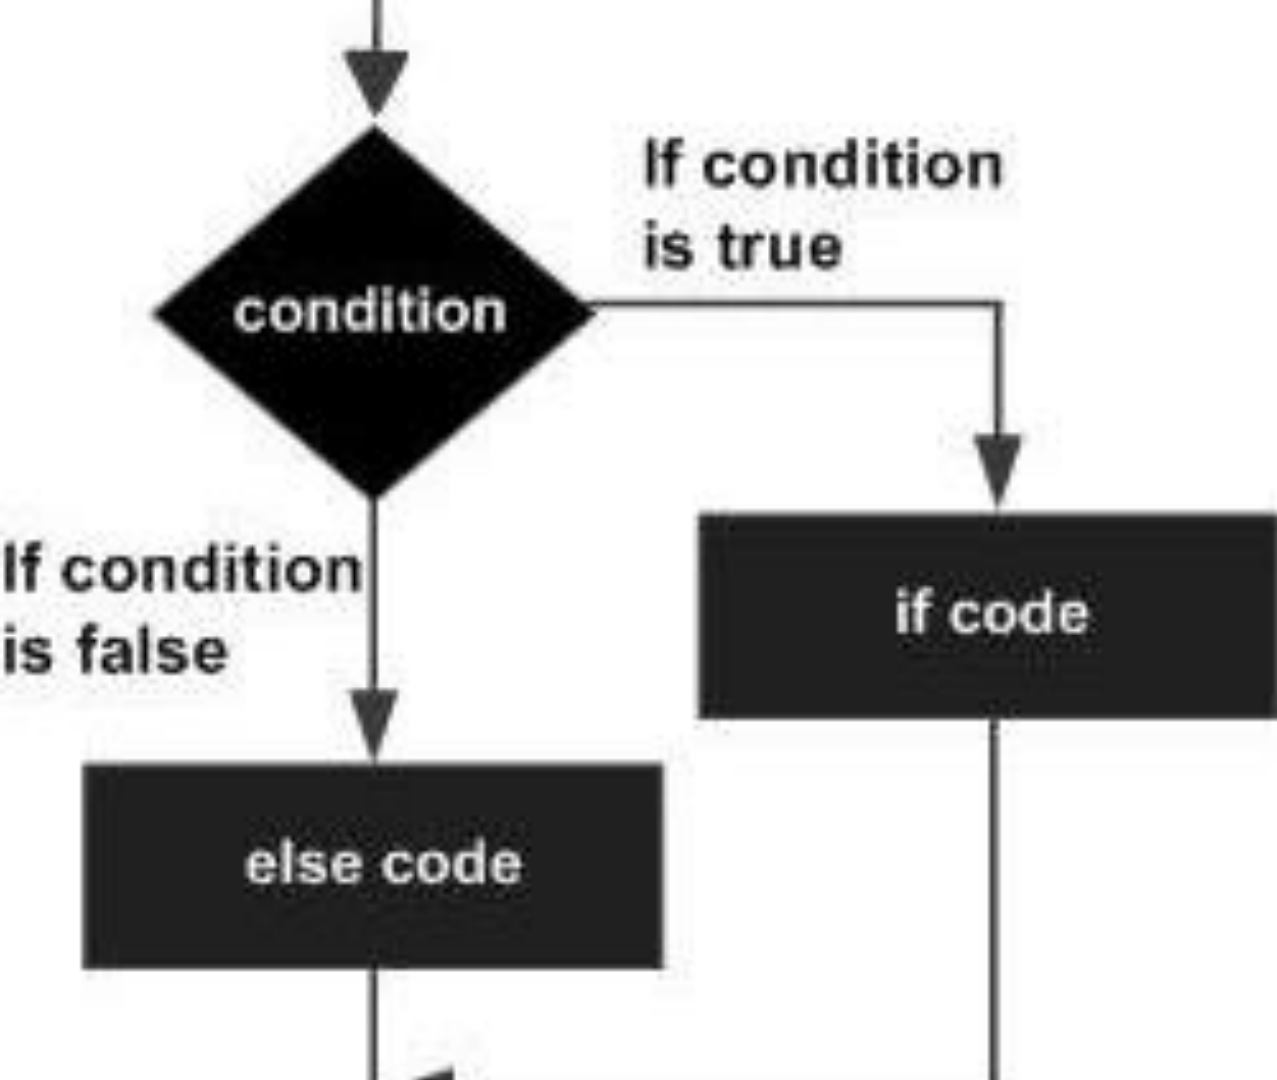 If condition
is true
condition
If condition
is false
if code
else code